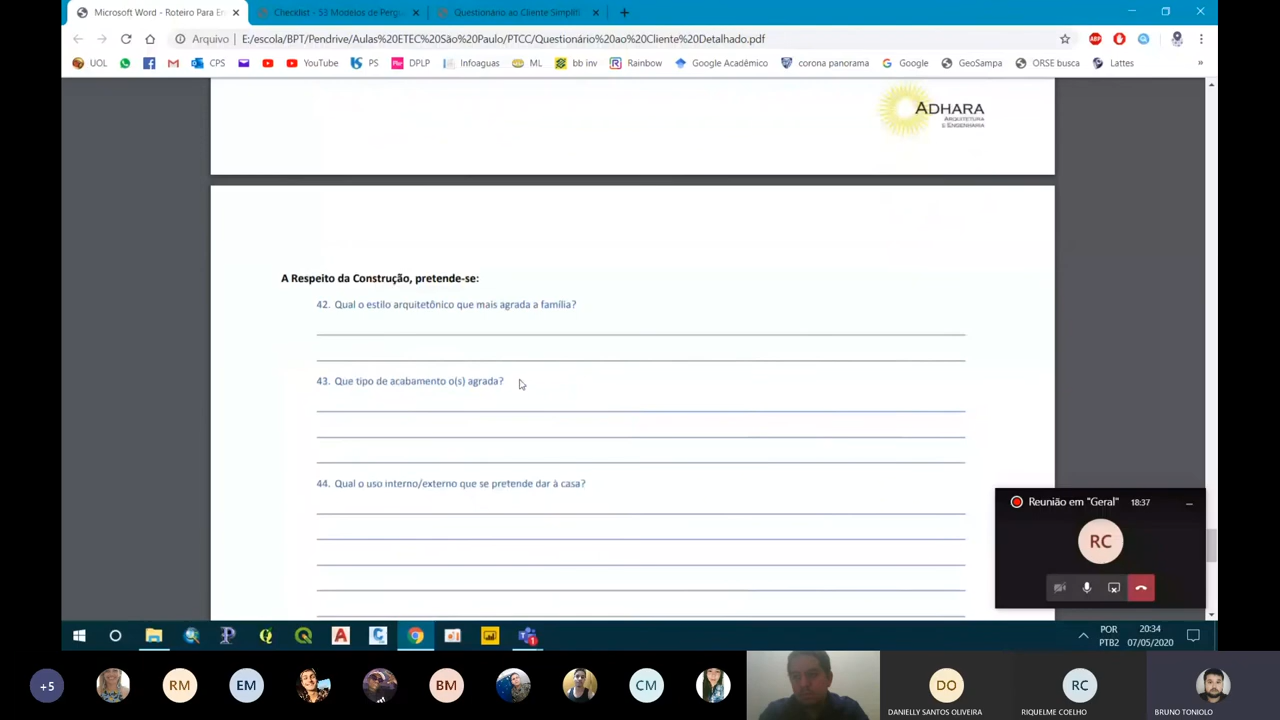 Microsoft Word - Roteiro Para En
Checklist - 53 Modelos de Pergu
Questionário ao Cliente Simplifi
Arquivo
E:/escola/BPT/Pendrive/Aulas%20ETEC%20São%20Paulo/PTCC/Questionário%20ao%20Cliente%20Detalhado.pdf
ABP
UOL
CPS
YouTube
PS
DPLP
Infoaguas
ML
bb inv
Rainbow
Google Acadêmico
corona panorama
Google
GeoSampa
ORSE busca
Lattes
»
ADHARA
ARQUITETURA
E ENGENHARIA
A Respeito da Construção, pretende-se:
42. Qual o estilo arquitetônico que mais agrada a família?
43. Que tipo de acabamento o(s) agrada?
44. Qual o uso interno/externo que se pretende dar à casa?
Reunião em "Geral"
18:37
RC
POR
PTB2
20:34
07/05/2020
+5
RM
EM
BM
CM
DO
DANIELLY SANTOS OLIVEIRA
RC
RIQUELME COELHO
BRUNO TONIOLO